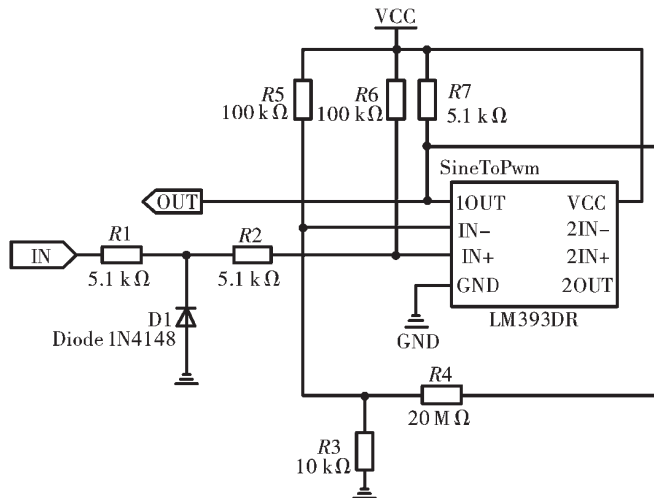 VCC
R5
100 kΩ
R6
100 kΩ
R7
5.1 kΩ
SineToPwm
OUT
1OUT
VCC
IN-
2IN-
IN+
2IN+
GND
2OUT
LM393DR
IN
R1
5.1 kΩ
R2
5.1 kΩ
D1
Diode 1N4148
GND
R4
20 M Ω
R3
10 kΩ